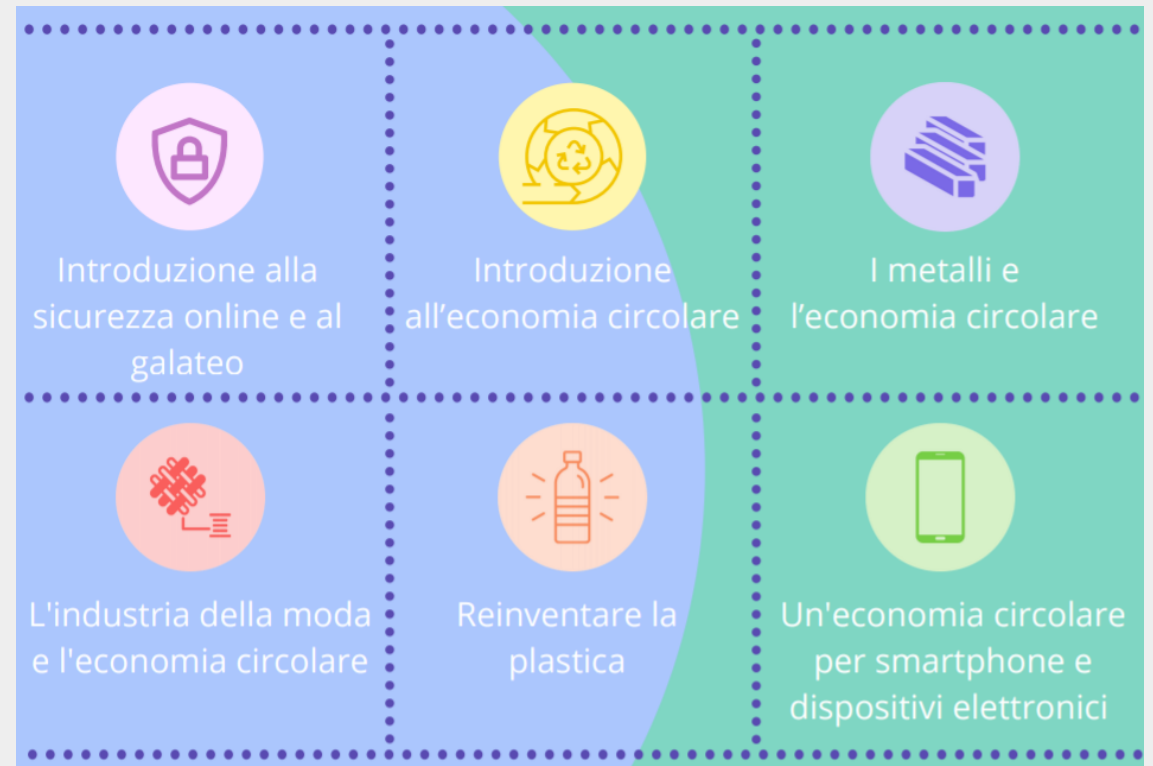 Introduzione alla
sicurezza online e al
galateo
Introduzione
all’economia circolare
I metalli e
l’economia circolare
L'industria della moda
e l'economia circolare
Reinventare la
plastica
Un'economia circolare
per smartphone e
dispositivi elettronici